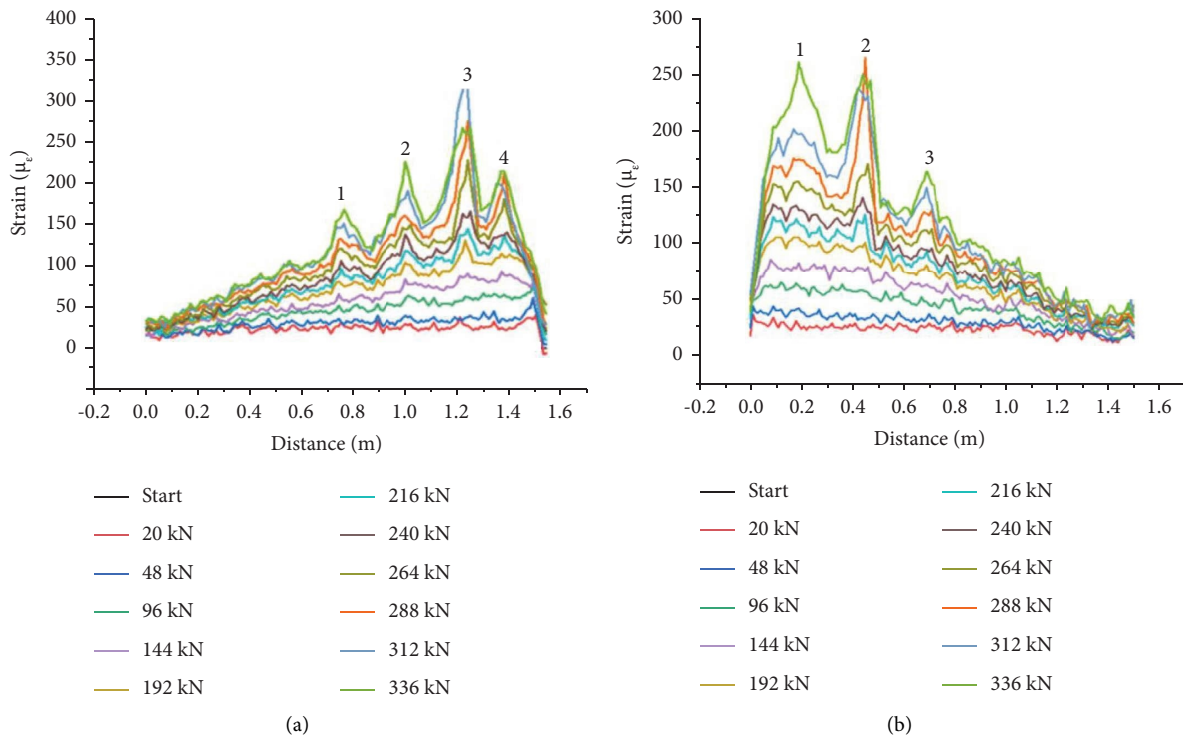 400
350
300
250
200
150
100
50
0
Strain (με)
1
2
3
4
-0.2 0.0 0.2 0.4 0.6 0.8 1.0 1.2 1.4 1.6
Distance (m)
Start
20 kN
48 kN
96 kN
144 kN
192 kN
216 kN
240 kN
264 kN
288 kN
312 kN
336 kN
(a)
300
250
200
150
100
50
0
Strain (με)
1
2
3
-0.2 0.0 0.2 0.4 0.6 0.8 1.0 1.2 1.4 1.6
Distance (m)
Start
20 kN
48 kN
96 kN
144 kN
192 kN
216 kN
240 kN
264 kN
288 kN
312 kN
336 kN
(b)